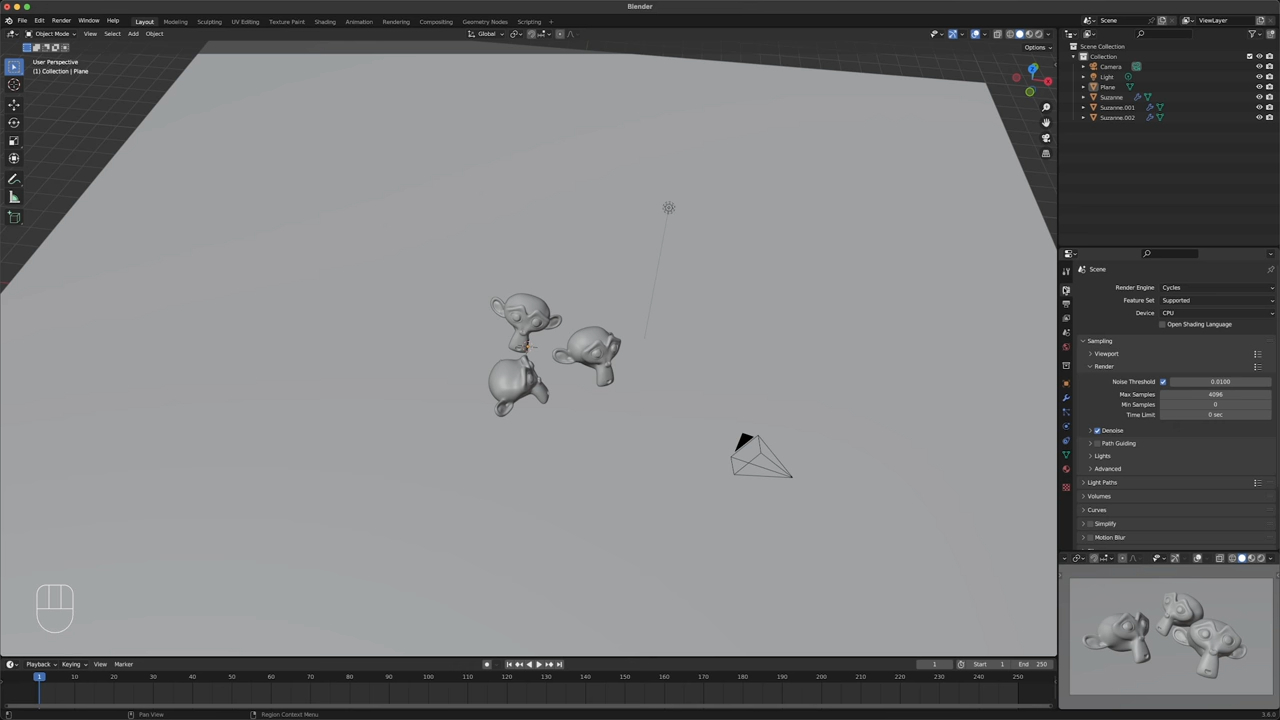 Blender
File Edit Render Window Help Layout Modeling Sculpting UV Editing Texture Paint Shading Animation Rendering Compositing Geometry Nodes Scripting + Scene ViewLayer
Object Mode View Select Add Object Global
Options
User Perspective
(1) Collection | Plane
Scene Collection
Collection
Camera
Light
Plane
Suzanne
Suzanne.001
Suzanne.002
Z
X
Scene
Render Engine Cycles
Feature Set Supported
Device CPU
Open Shading Language
Sampling
Viewport
Render
Noise Threshold 0.0100
Max Samples 4096
Min Samples 0
Time Limit 0 sec
Denoise
Path Guiding
Lights
Advanced
Light Paths
Volumes
Curves
Simplify
Motion Blur
Playback Keying View Marker 1 Start 1 End 250
1 10 20 30 40 50 60 70 80 90 100 110 120 130 140 150 160 170 180 190 200 210 220 230 240 250
Pan View Region Context Menu 3.6.0